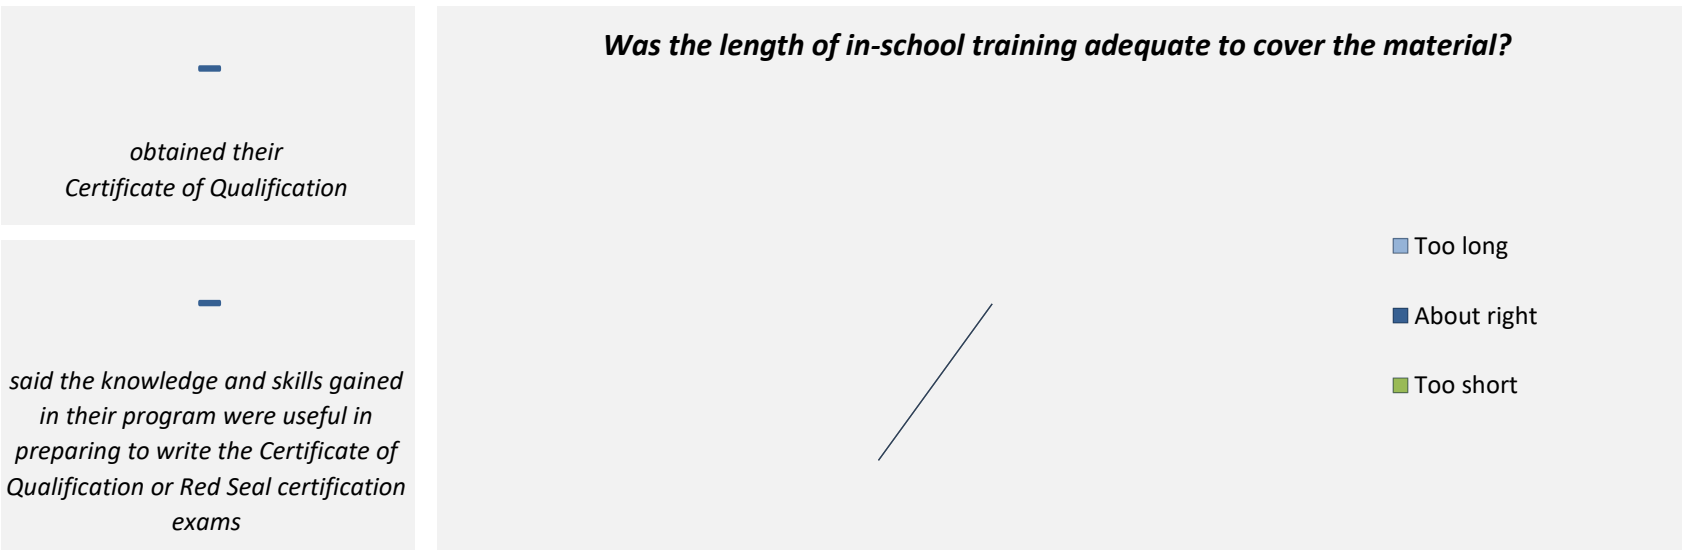 –
obtained their
Certificate of Qualification
–
said the knowledge and skills gained
in their program were useful in
preparing to write the Certificate of
Qualification or Red Seal certification
exams
Was the length of in-school training adequate to cover the material?
Too long
About right
Too short